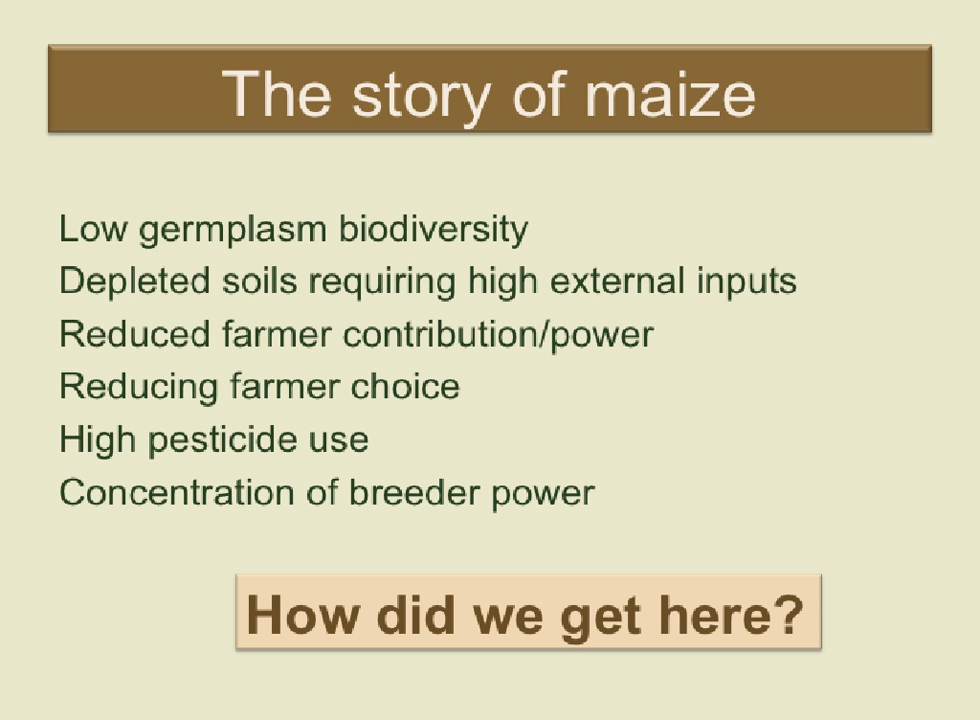 The story of maize
Low germplasm biodiversity
Depleted soils requiring high external inputs
Reduced farmer contribution/power
Reducing farmer choice
High pesticide use
Concentration of breeder power
How did we get here?